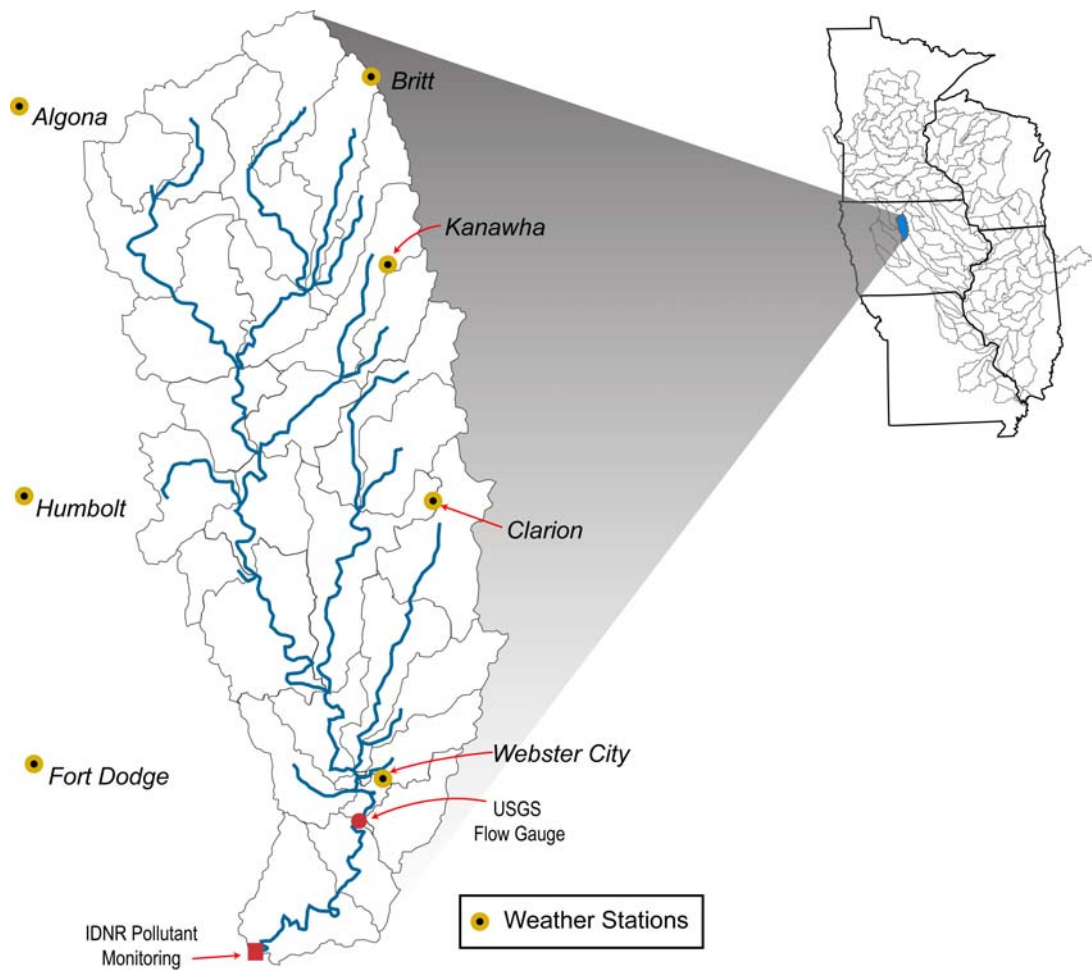 Britt
Algona
Kanawha
Humbolt
Clarion
Webster City
Fort Dodge
USGS
Flow Gauge
Weather Stations
IDNR Pollutant
Monitoring